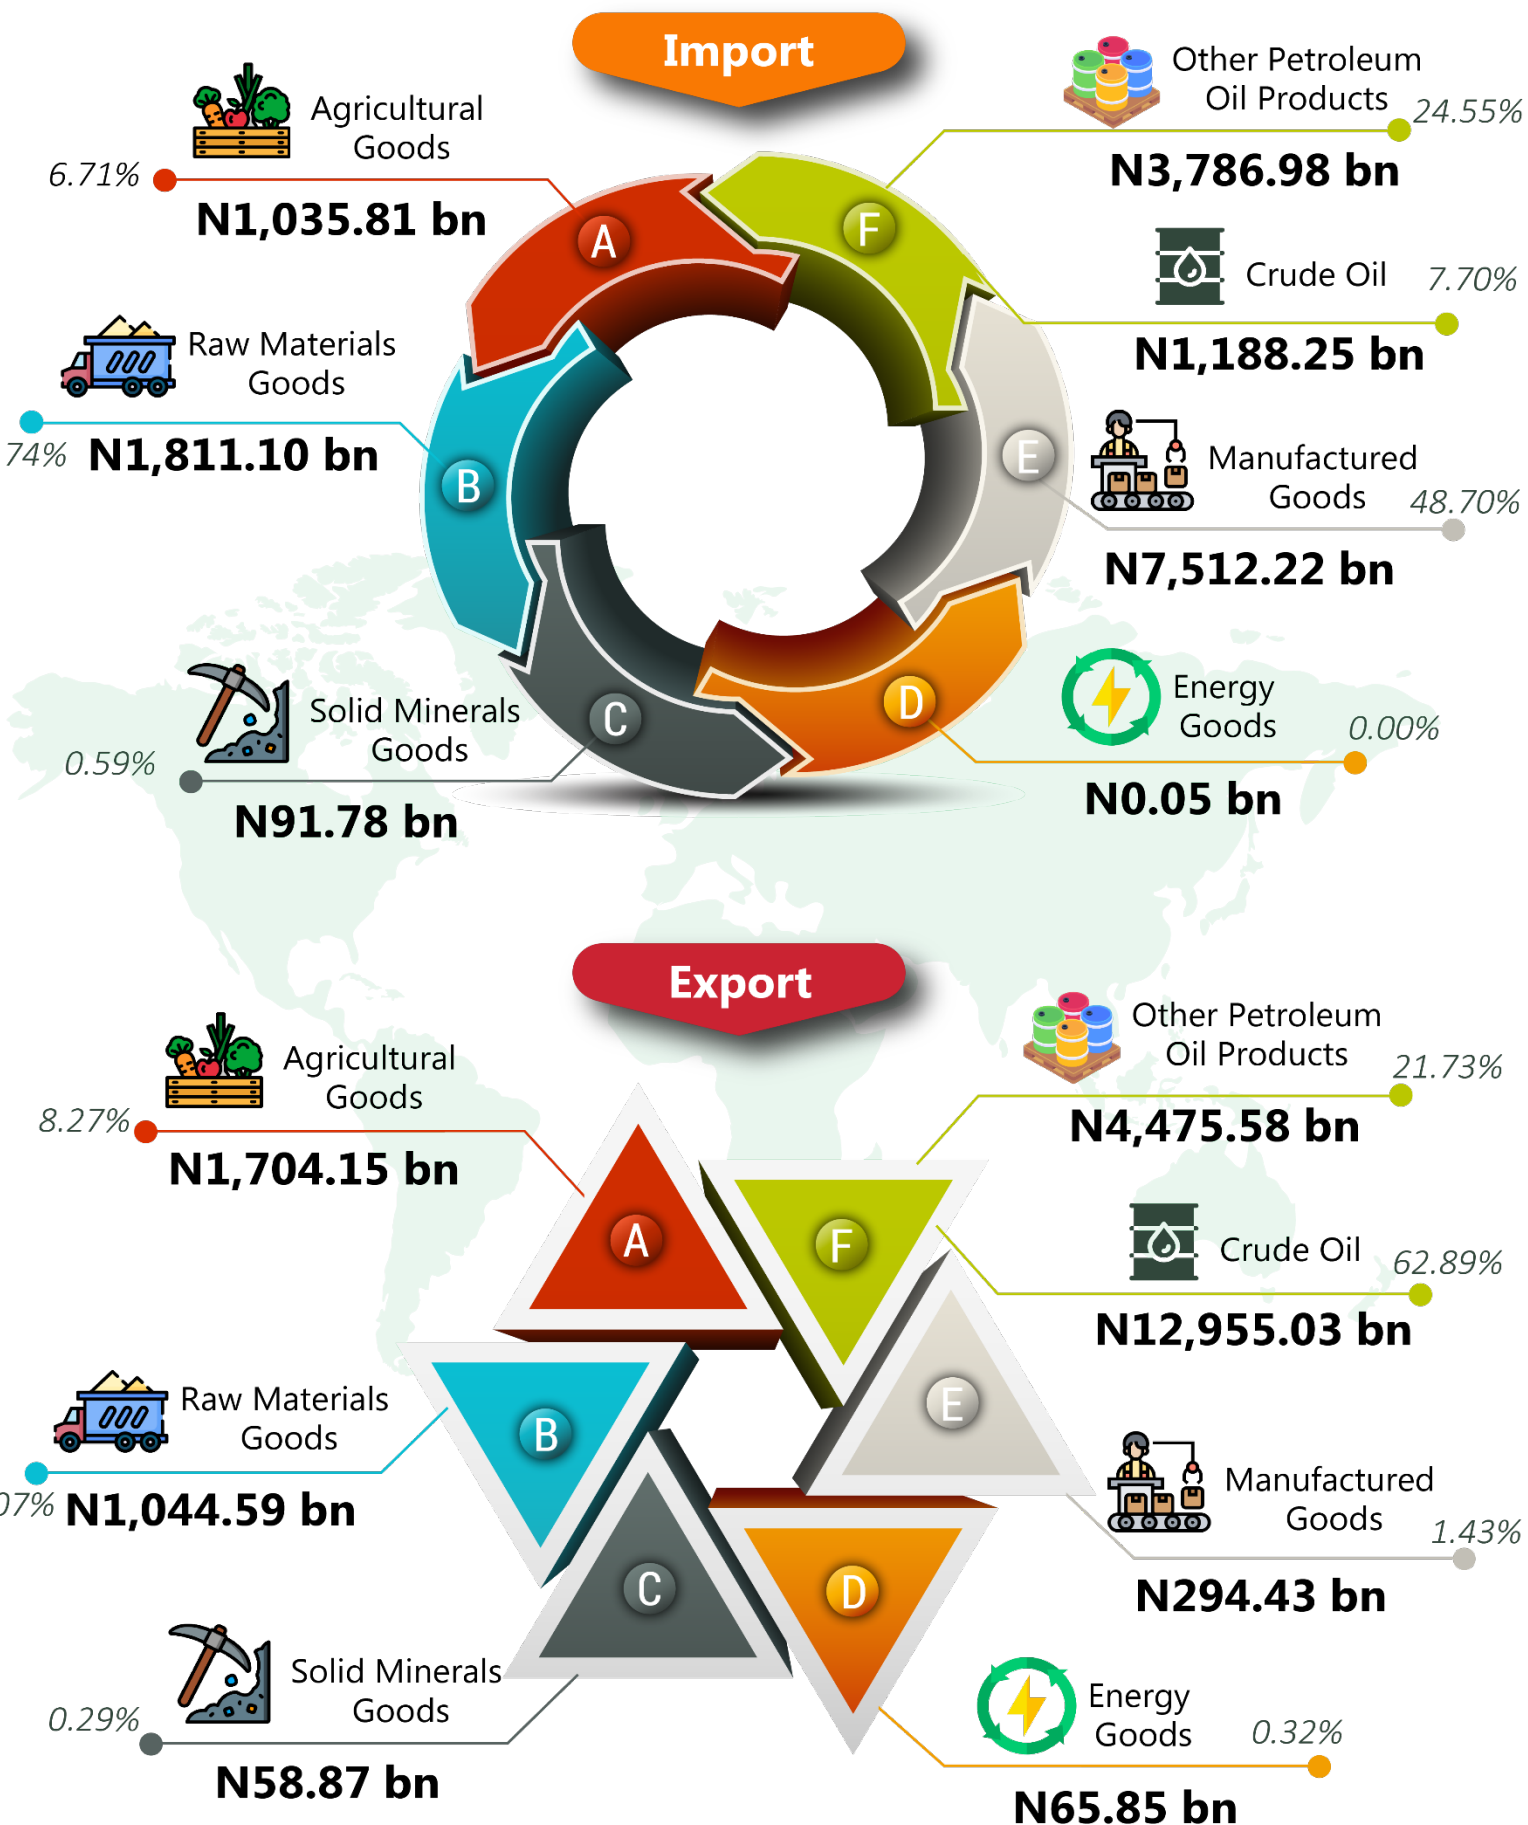 Import
Agricultural
Goods
6.71%
N1,035.81 bn
Other Petroleum
Oil Products
24.55%
N3,786.98 bn
Crude Oil
7.70%
N1,188.25 bn
Raw Materials
Goods
74%
N1,811.10 bn
Manufactured
Goods
48.70%
N7,512.22 bn
Solid Minerals
Goods
0.59%
N91.78 bn
Energy
Goods
0.00%
N0.05 bn
A
B
C
D
E
F
Export
Agricultural
Goods
8.27%
N1,704.15 bn
Other Petroleum
Oil Products
21.73%
N4,475.58 bn
Crude Oil
62.89%
N12,955.03 bn
Raw Materials
Goods
07%
N1,044.59 bn
Manufactured
Goods
1.43%
N294.43 bn
Solid Minerals
Goods
0.29%
N58.87 bn
Energy
Goods
0.32%
N65.85 bn
A
B
C
D
E
F